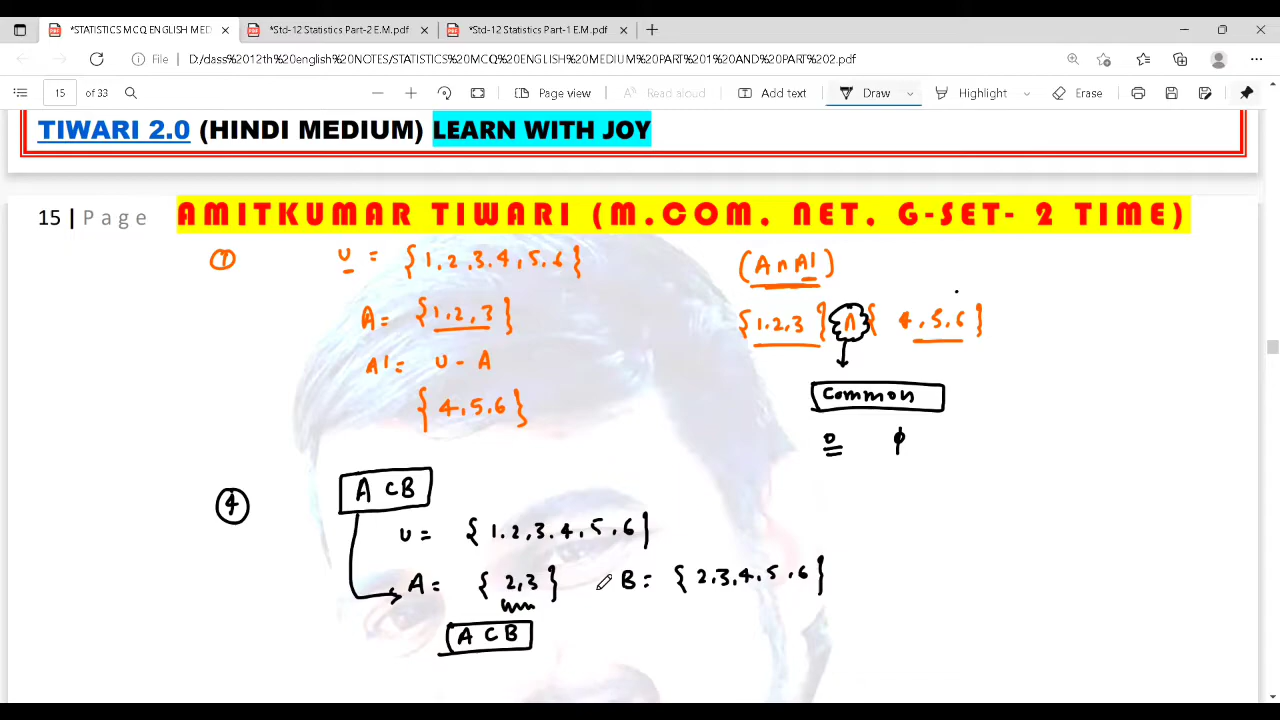 *STATISTICS MCQ ENGLISH MED
*Std-12 Statistics Part-2 E.M.pdf
*Std-12 Statistics Part-1 E.M.pdf
File
D:/class%2012th%20english%20NOTES/STATISTICS%20MCQ%20ENGLISH%20MEDIUM%20PART%201%20AND%20PART%202.pdf
15 of 33
Page view
Read aloud
Add text
Draw
Highlight
Erase
TIWARI 2.0 (HINDI MEDIUM) LEARN WITH JOY
15 | Page
AMITKUMAR TIWARI (M.COM. NET. G-SET- 2 TIME)
① U = {1,2,3.4,5.6}
(A ∩ A')
A = {1,2,3}
{1.2,3} ∩ {4,5.6}
A' = U - A
Common
{4,5.6}
0 φ
④ A ⊂ B
U = {1.2,3.4,5,6}
A = {2,3} B = {2,3,4,5,6}
A ⊂ B